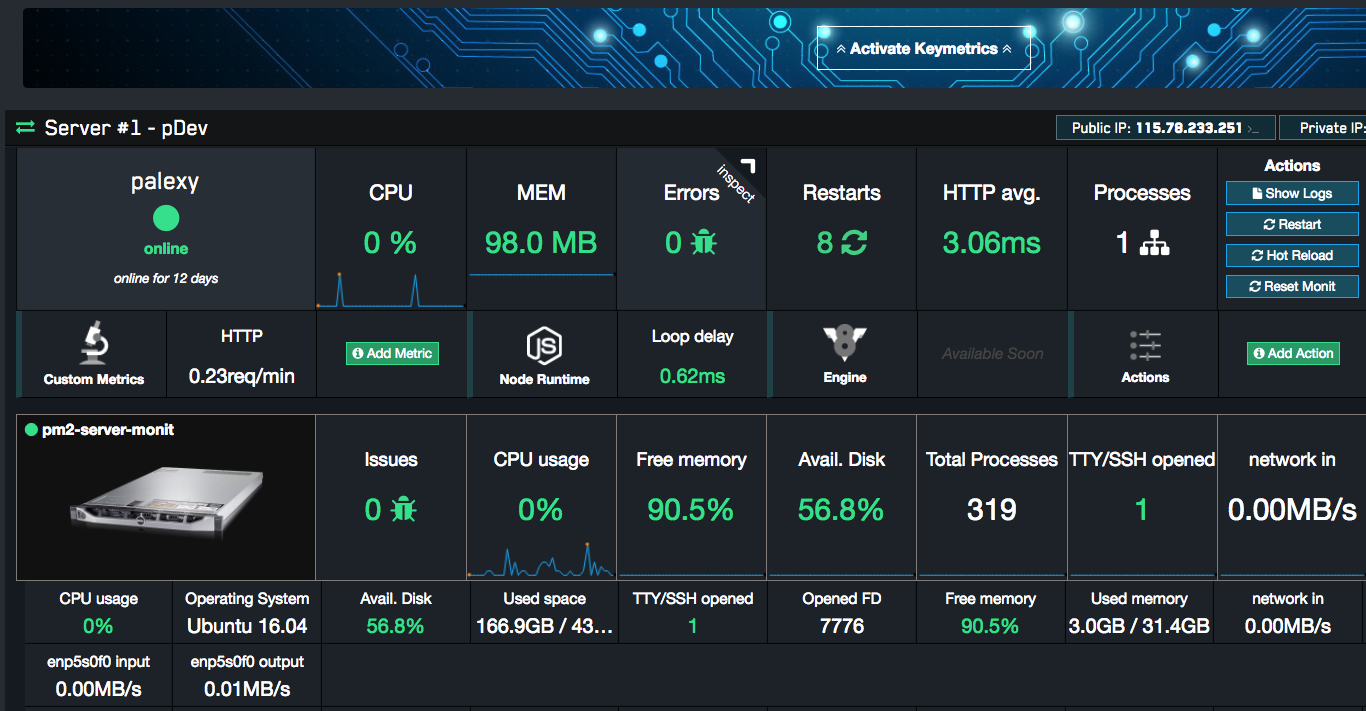 Activate Keymetrics
Server #1 - pDev
Public IP: 115.78.233.251 >_
Private IP:
palexy
online
online for 12 days
CPU
0 %
MEM
98.0 MB
Errors
0
inspect
Restarts
8
HTTP avg.
3.06ms
Processes
1
Actions
Show Logs
Restart
Hot Reload
Reset Monit
Custom Metrics
HTTP
0.23req/min
Add Metric
JS
Node Runtime
Loop delay
0.62ms
8
Engine
Available Soon
Actions
Add Action
pm2-server-monit
Issues
0
CPU usage
0%
Free memory
90.5%
Avail. Disk
56.8%
Total Processes
319
TTY/SSH opened
1
network in
0.00MB/s
CPU usage
0%
Operating System
Ubuntu 16.04
Avail. Disk
56.8%
Used space
166.9GB / 43...
TTY/SSH opened
1
Opened FD
7776
Free memory
90.5%
Used memory
3.0GB / 31.4GB
network in
0.00MB/s
enp5s0f0 input
0.00MB/s
enp5s0f0 output
0.01MB/s